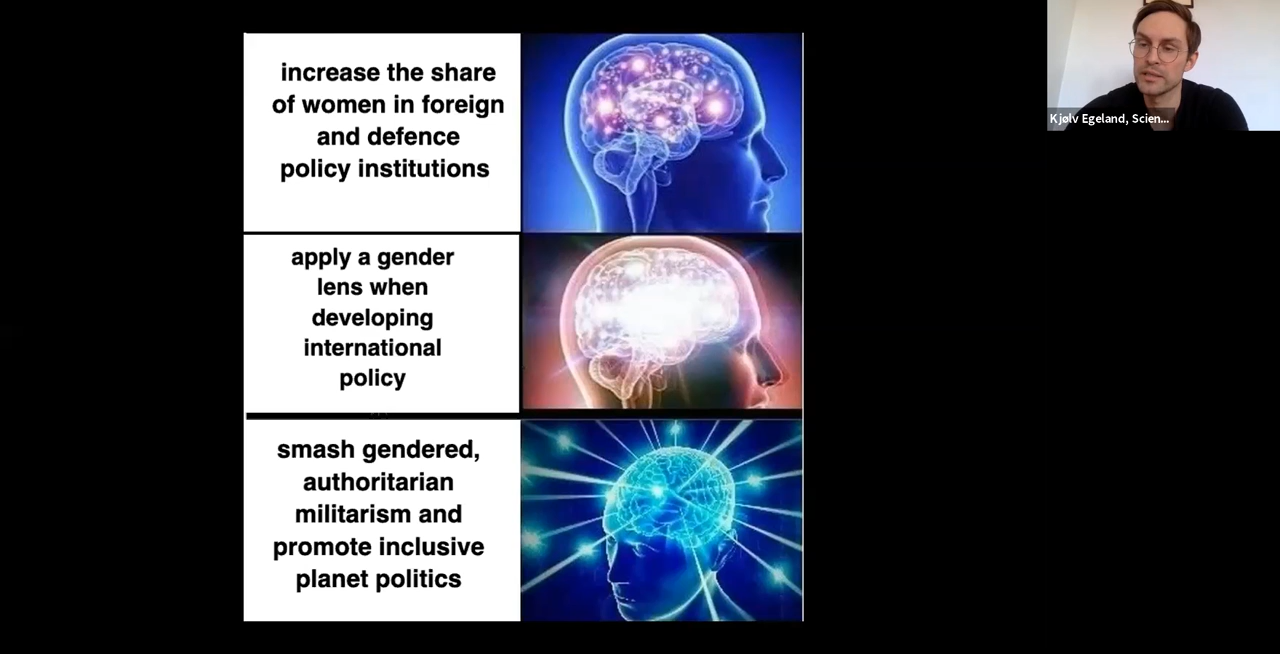 increase the share
of women in foreign
and defence
policy institutions
apply a gender
lens when
developing
international
policy
smash gendered,
authoritarian
militarism and
promote inclusive
planet politics
Kjølv Egeland, Scien...